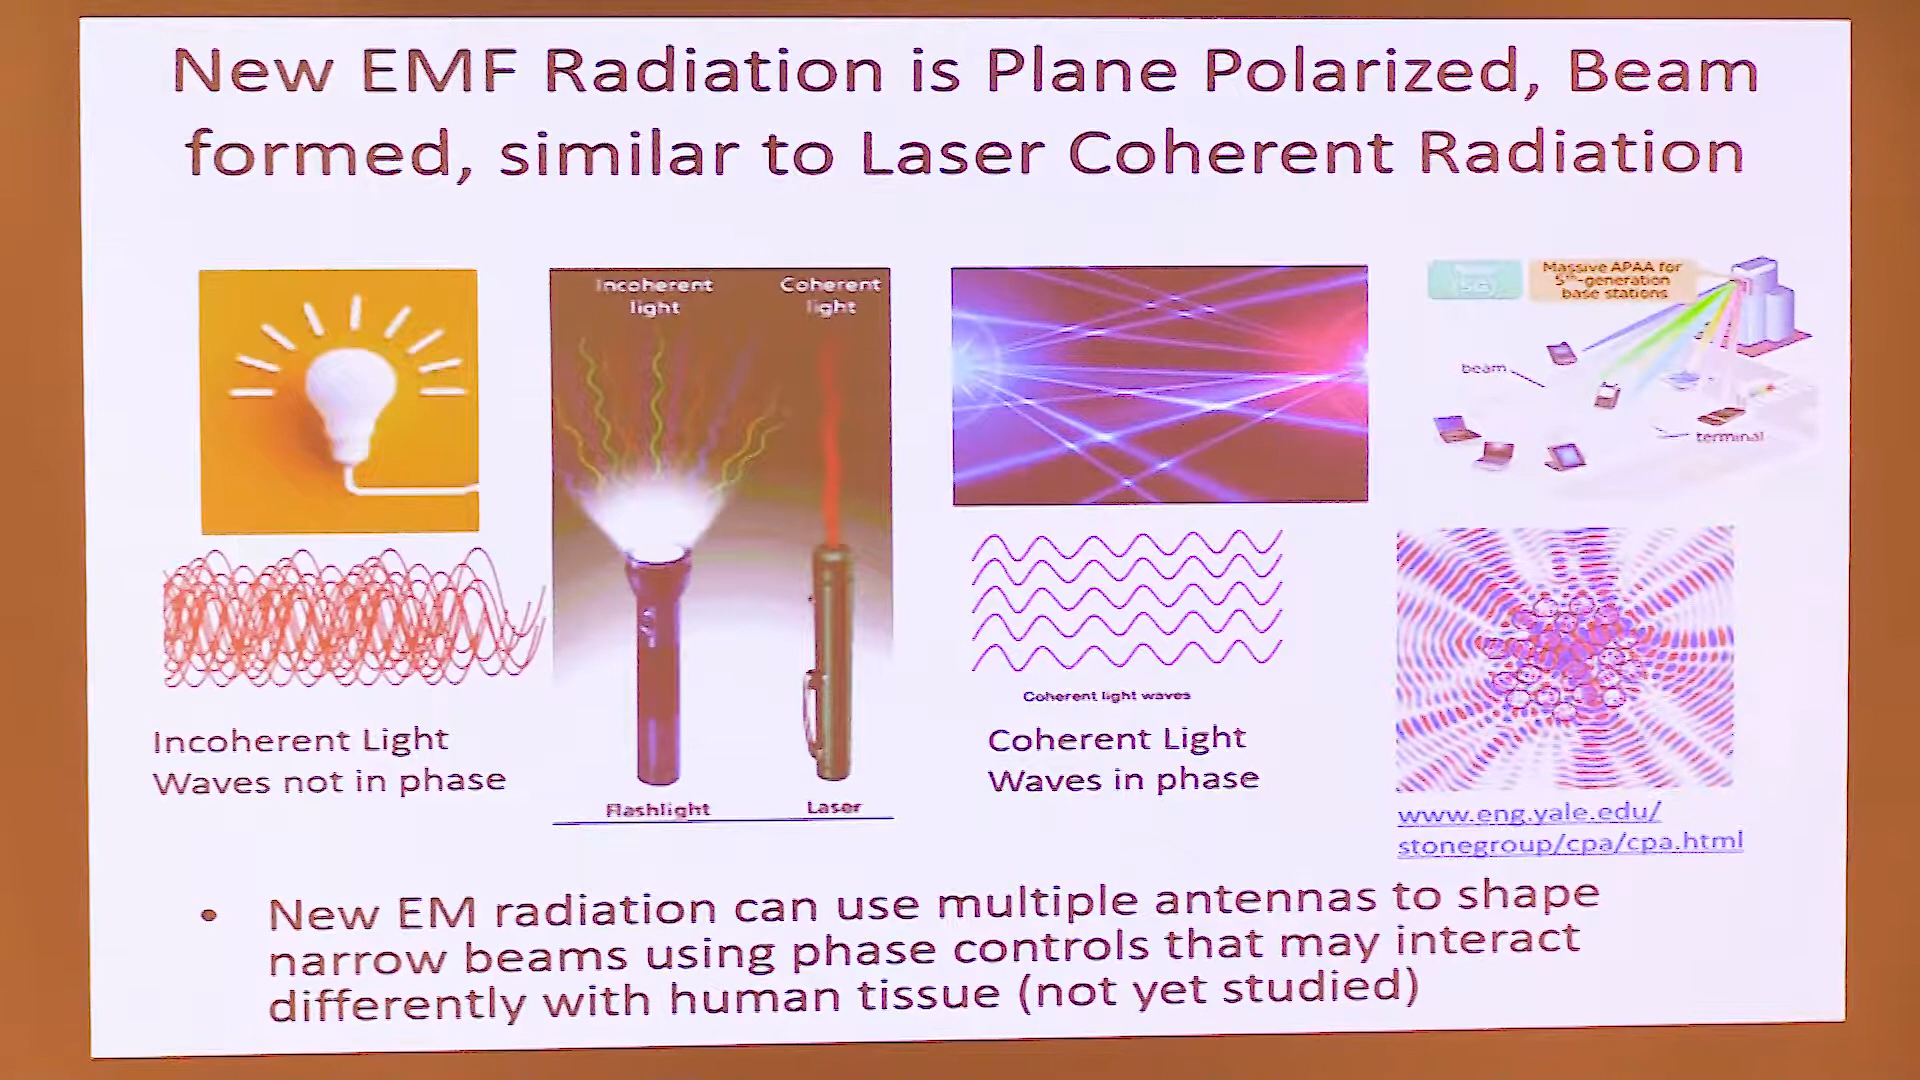 New EMF Radiation is Plane Polarized, Beam
formed, similar to Laser Coherent Radiation
Incoherent
light
Coherent
light
5G
Massive APAA for
5th-generation
base stations
beam
terminal
Coherent light waves
Incoherent Light
Waves not in phase
Flashlight
Laser
Coherent Light
Waves in phase
www.eng.yale.edu/
stonegroup/cpa/cpa.html
• New EM radiation can use multiple antennas to shape
narrow beams using phase controls that may interact
differently with human tissue (not yet studied)